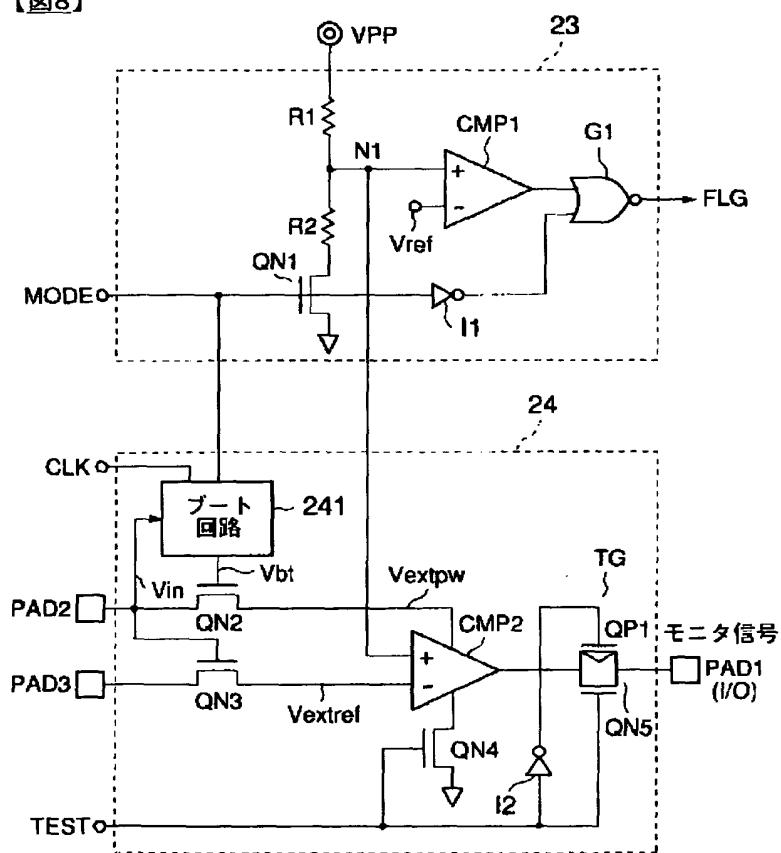 【図8】
VPP
23
R1
N1
CMP1
G1
FLG
R2
Vref
QN1
MODE
I1
24
CLK
ブート
回路
241
Vin
Vbt
Vextpw
TG
PAD2
QN2
CMP2
QP1
モニタ信号
PAD1
(I/O)
PAD3
QN3
Vextref
QN4
QN5
I2
TEST